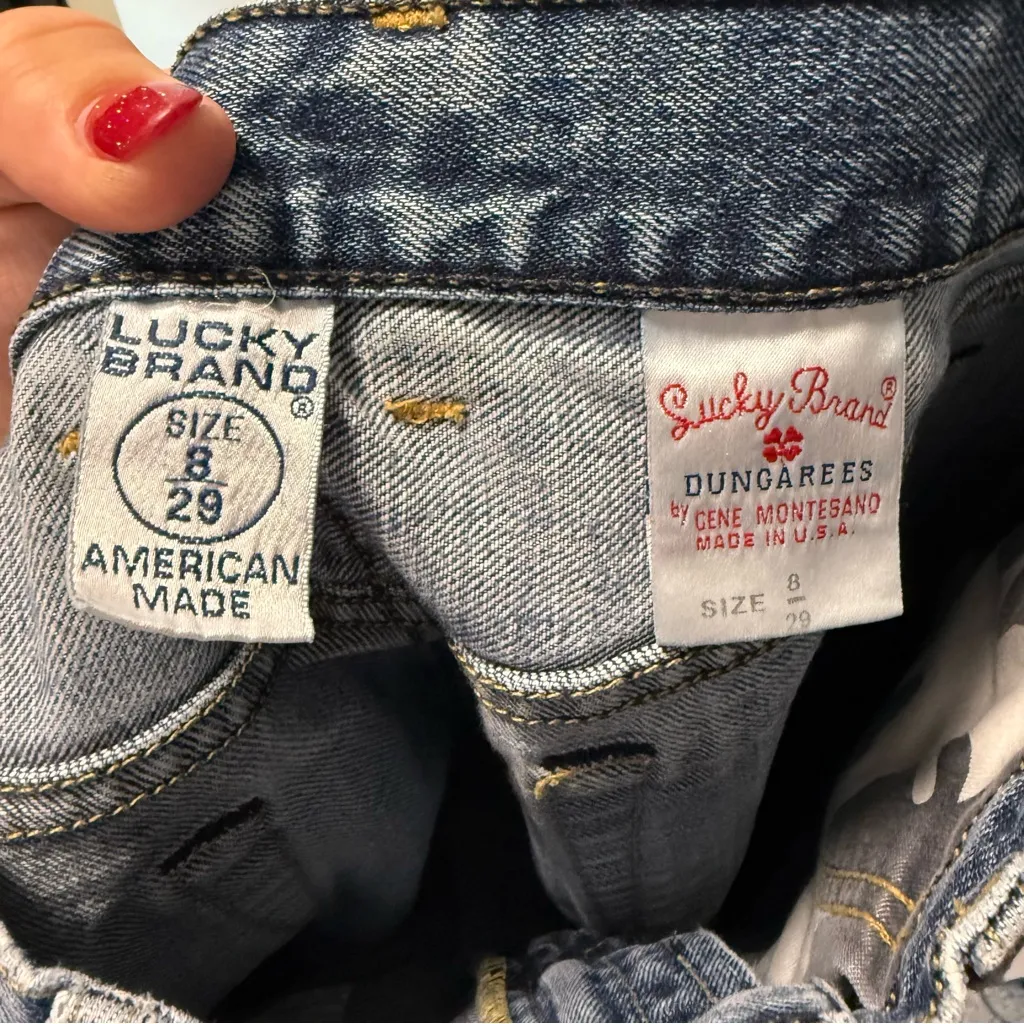 LUCKY
BRAND®
SIZE
8
29
AMERICAN
MADE
Lucky Brand®
DUNGAREES
by GENE MONTESANO
MADE IN U.S.A.
SIZE 8
29